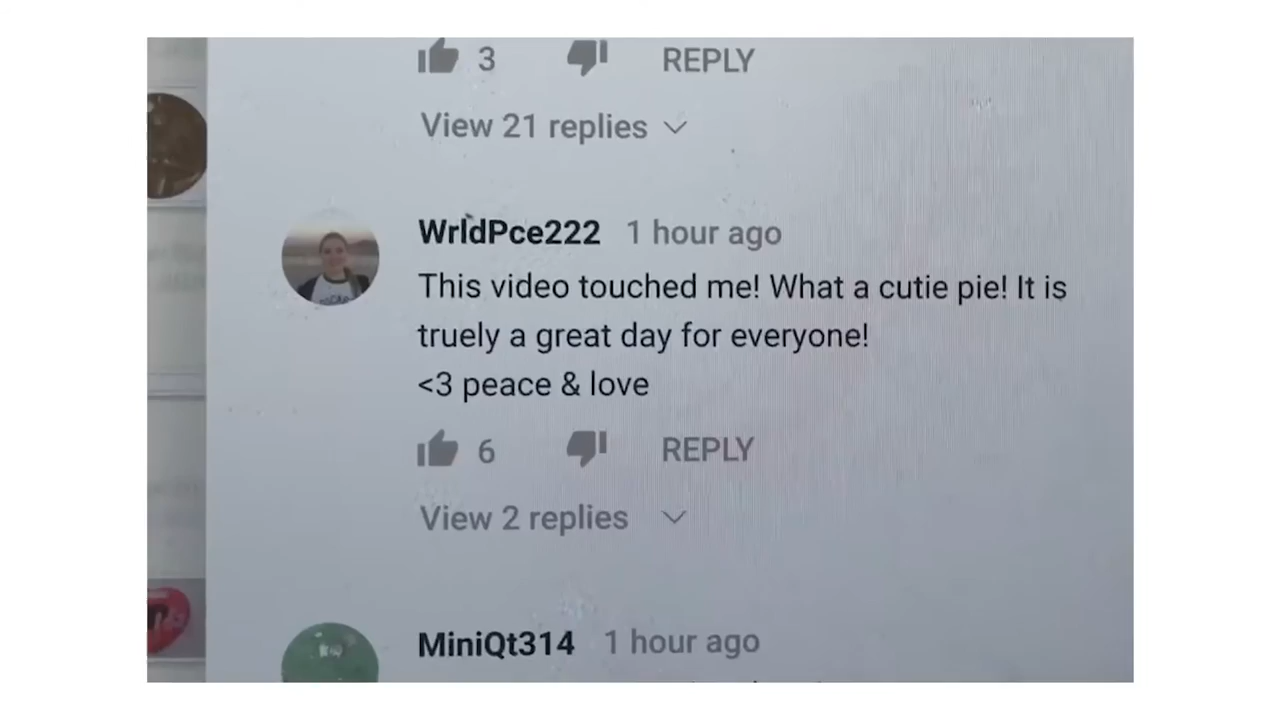 3 REPLY
View 21 replies
WrldPce222 1 hour ago
This video touched me! What a cutie pie! It is
truely a great day for everyone!
<3 peace & love
6 REPLY
View 2 replies
MiniQt314 1 hour ago